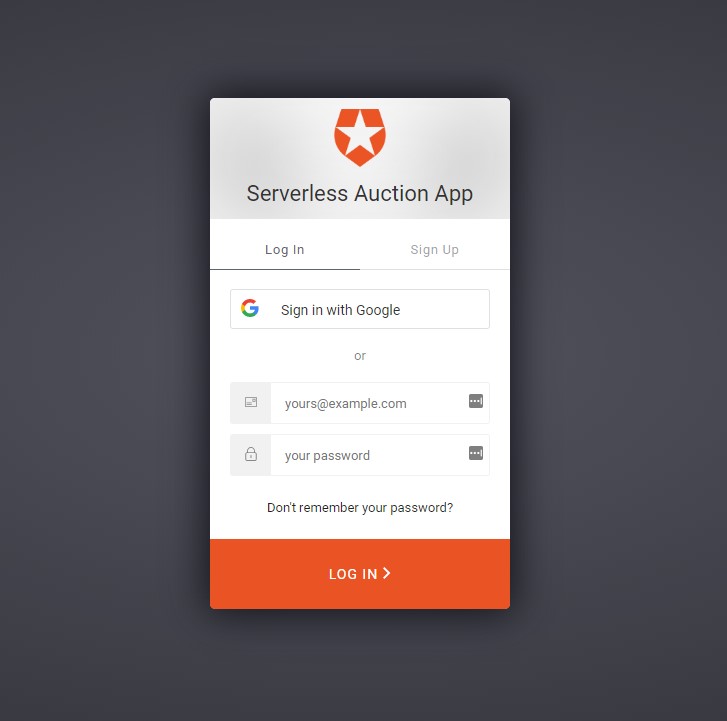 Serverless Auction App
Log In
Sign Up
Sign in with Google
or
yours@example.com
your password
Don't remember your password?
LOG IN